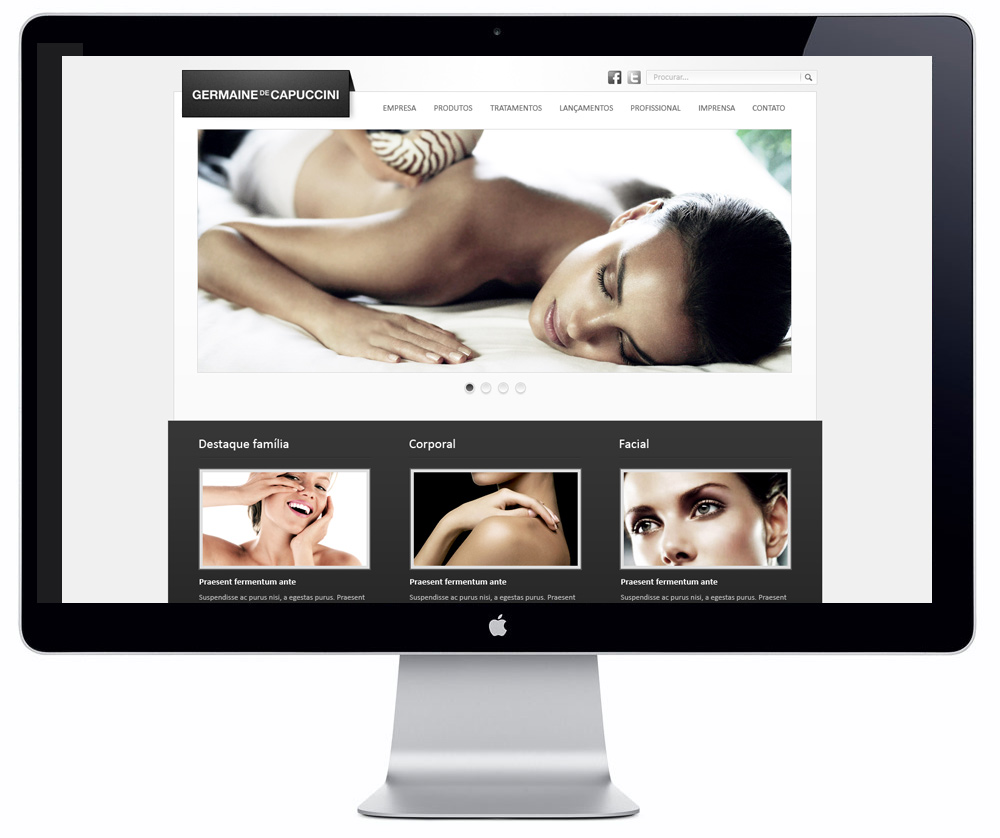 Procurar...
GERMAINE DE CAPUCCINI
EMPRESA PRODUTOS TRATAMENTOS LANÇAMENTOS PROFISSIONAL IMPRENSA CONTATO
Destaque família Corporal Facial
Praesent fermentum ante Praesent fermentum ante Praesent fermentum ante
Suspendisse ac purus nisi, a egestas purus. Praesent Suspendisse ac purus nisi, a egestas purus. Praesent Suspendisse ac purus nisi, a egestas purus. Praesent